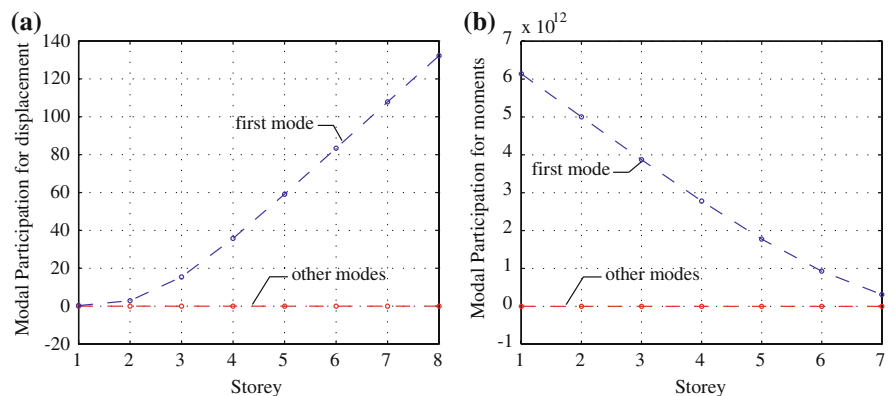 (a)
Modal Participation for displacement
140
120
100
80
60
40
20
0
-20
first mode
other modes
1 2 3 4 5 6 7 8
Storey
(b)
x 10^12
Modal Participation for moments
7
6
5
4
3
2
1
0
-1
first mode
other modes
1 2 3 4 5 6 7
Storey